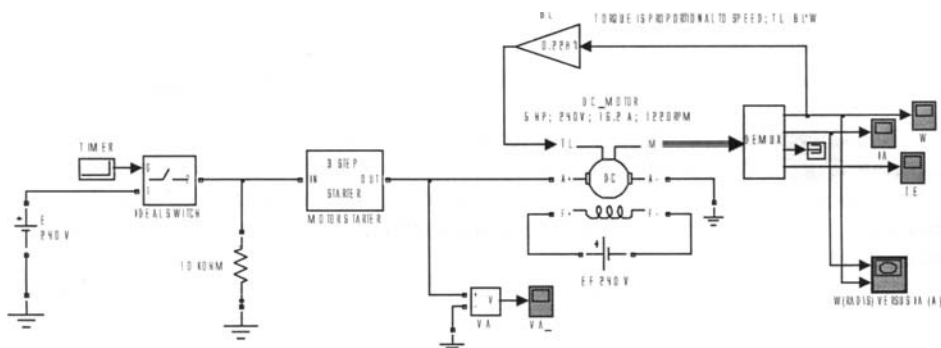 BL TORQUE IS PROPORTIONAL TO SPEED; TL BL*W
DC_MOTOR
5 HP; 240V; 16.2 A; 1220RPM
TIMER
G
1
2
IDEAL SWITCH
E
240 V
10 KOHM
IN
OUT
3 STEP
STARTER
MOTOR STARTER
TL
M
A+
DC
A-
F+
F-
EF 240 V
DEMUX
W
IA
TE
W(RAD/S) VERSUS IA (A)
+
-
V
VA
VA_